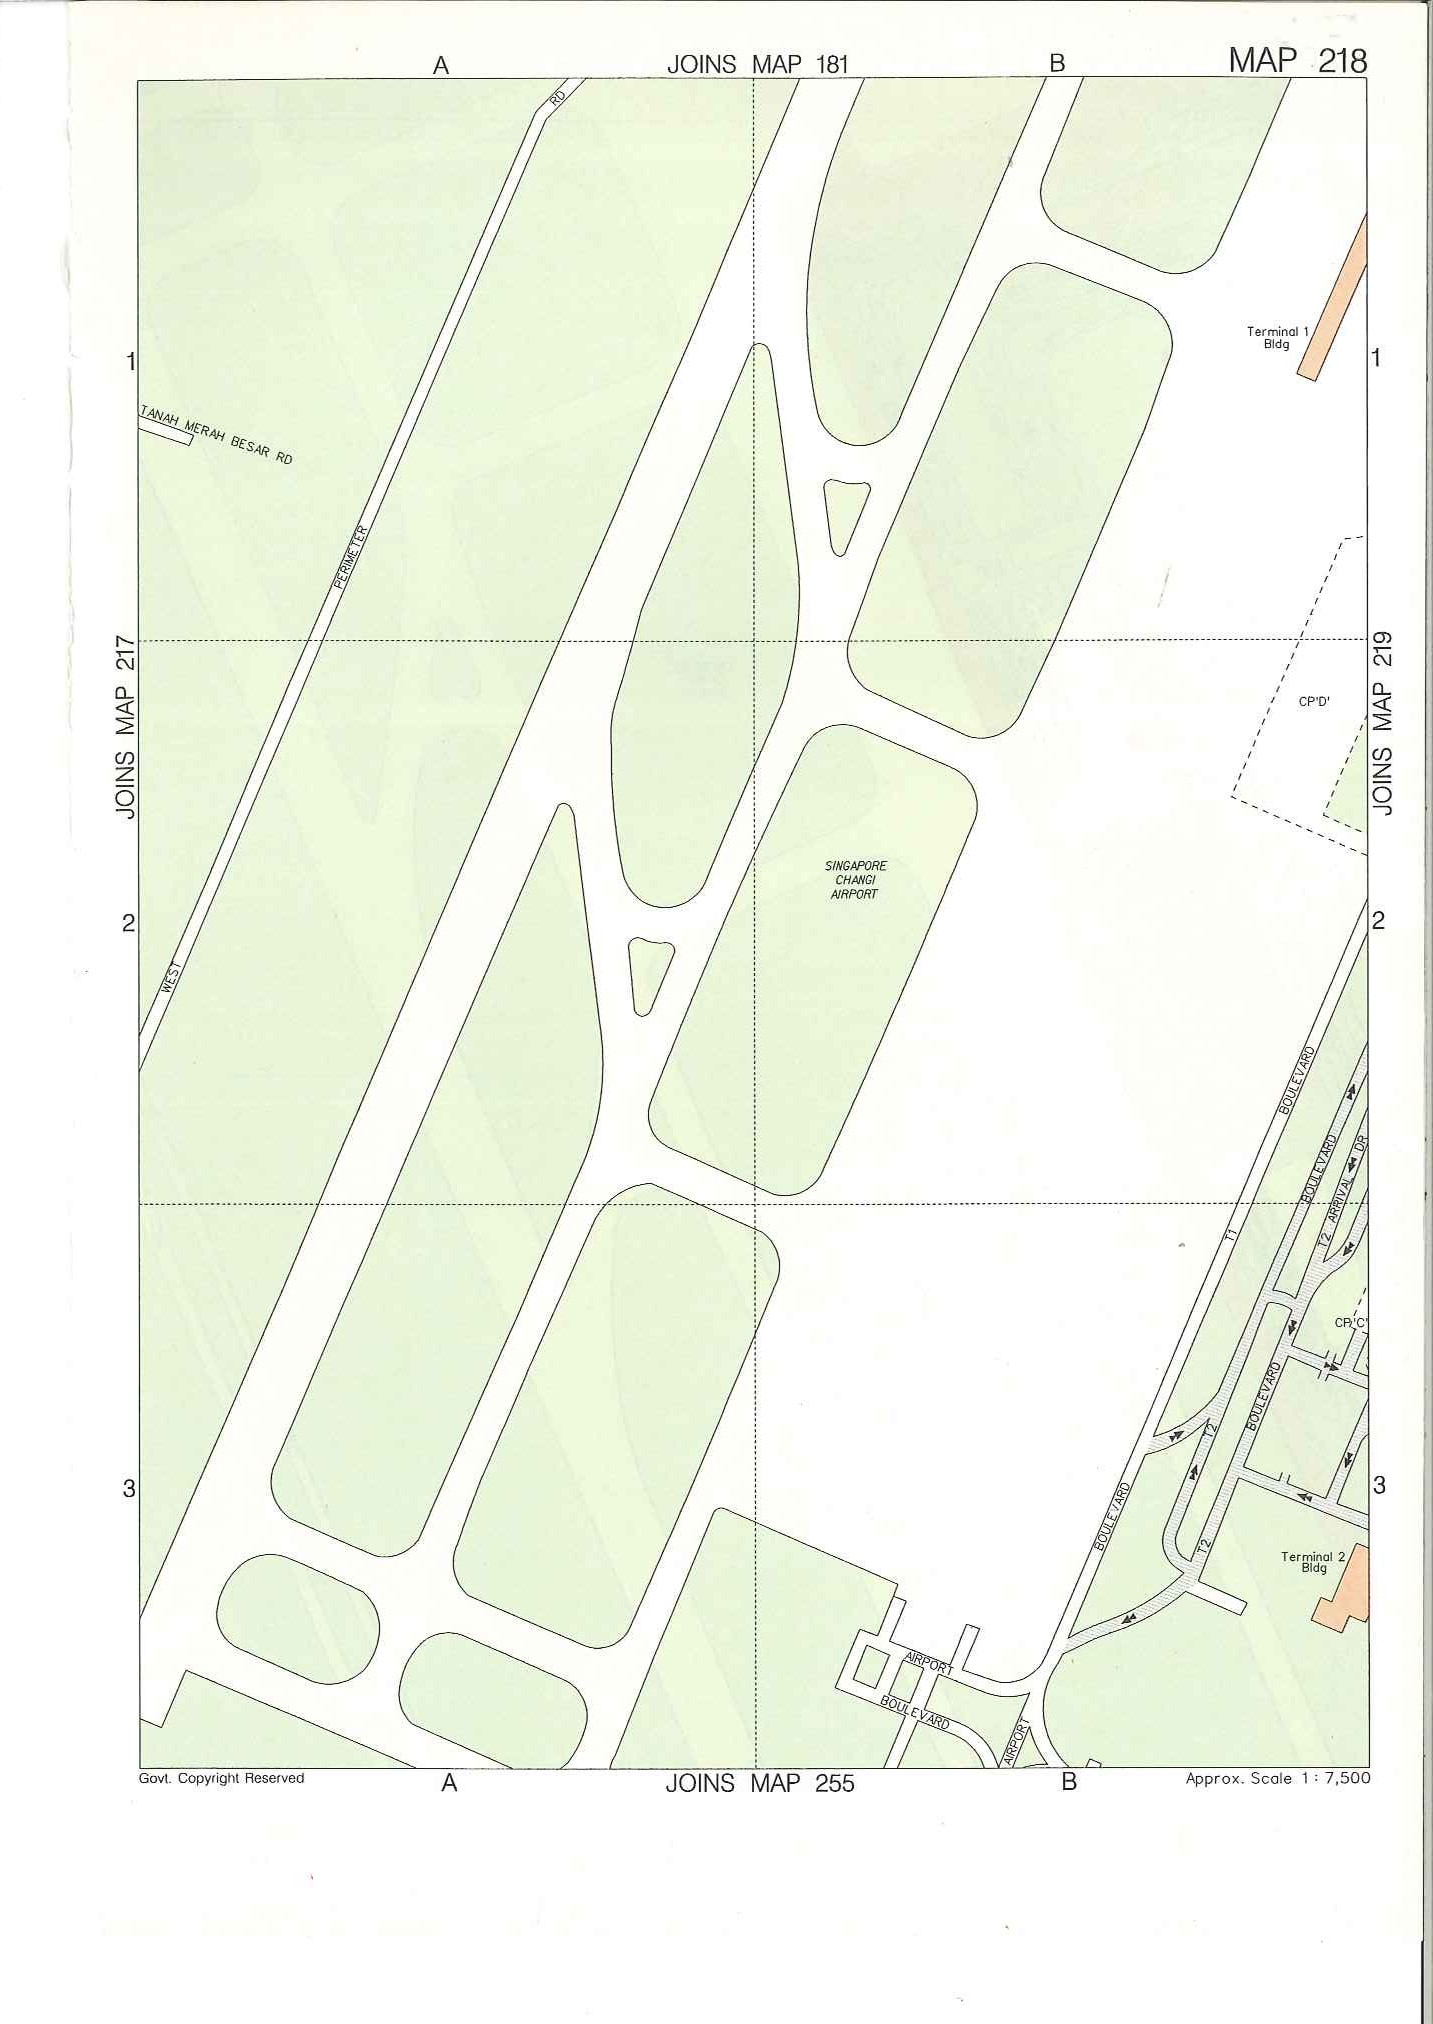 A
JOINS MAP 181
B
MAP 218
RD
Terminal 1
Bldg
1
1
TANAH MERAH BESAR RD
PERIMETER
JOINS MAP 217
JOINS MAP 219
CP'D'
SINGAPORE
CHANGI
AIRPORT
2
2
WEST
BOULEVARD
BOULEVARD
T2 ARRIVAL DR
T1
CP'C'
BOULEVARD
T2
3
3
BOULEVARD
T2
Terminal 2
Bldg
AIRPORT
BOULEVARD
AIRPORT
Govt. Copyright Reserved
A
JOINS MAP 255
B
Approx. Scale 1 : 7,500